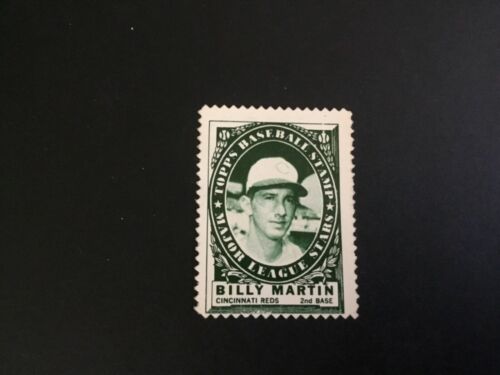 TOPPS BASEBALL STAMP
MAJOR LEAGUE STARS
BILLY MARTIN
CINCINNATI REDS 2nd BASE